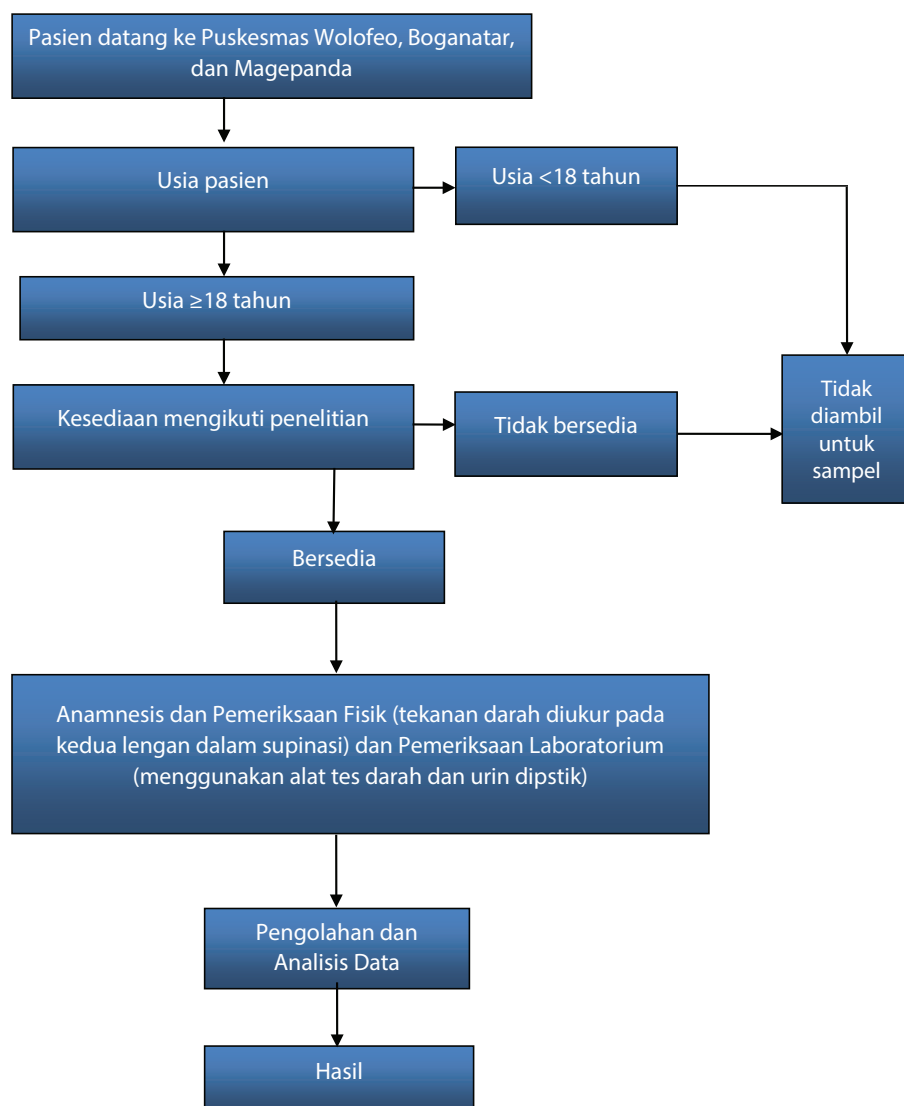 Pasien datang ke Puskesmas Wolofeo, Boganatar,
dan Magepanda
Usia pasien
Usia <18 tahun
Usia ≥18 tahun
Kesediaan mengikuti penelitian
Tidak bersedia
Tidak
diambil
untuk
sampel
Bersedia
Anamnesis dan Pemeriksaan Fisik (tekanan darah diukur pada
kedua lengan dalam supinasi) dan Pemeriksaan Laboratorium
(menggunakan alat tes darah dan urin dipstik)
Pengolahan dan
Analisis Data
Hasil